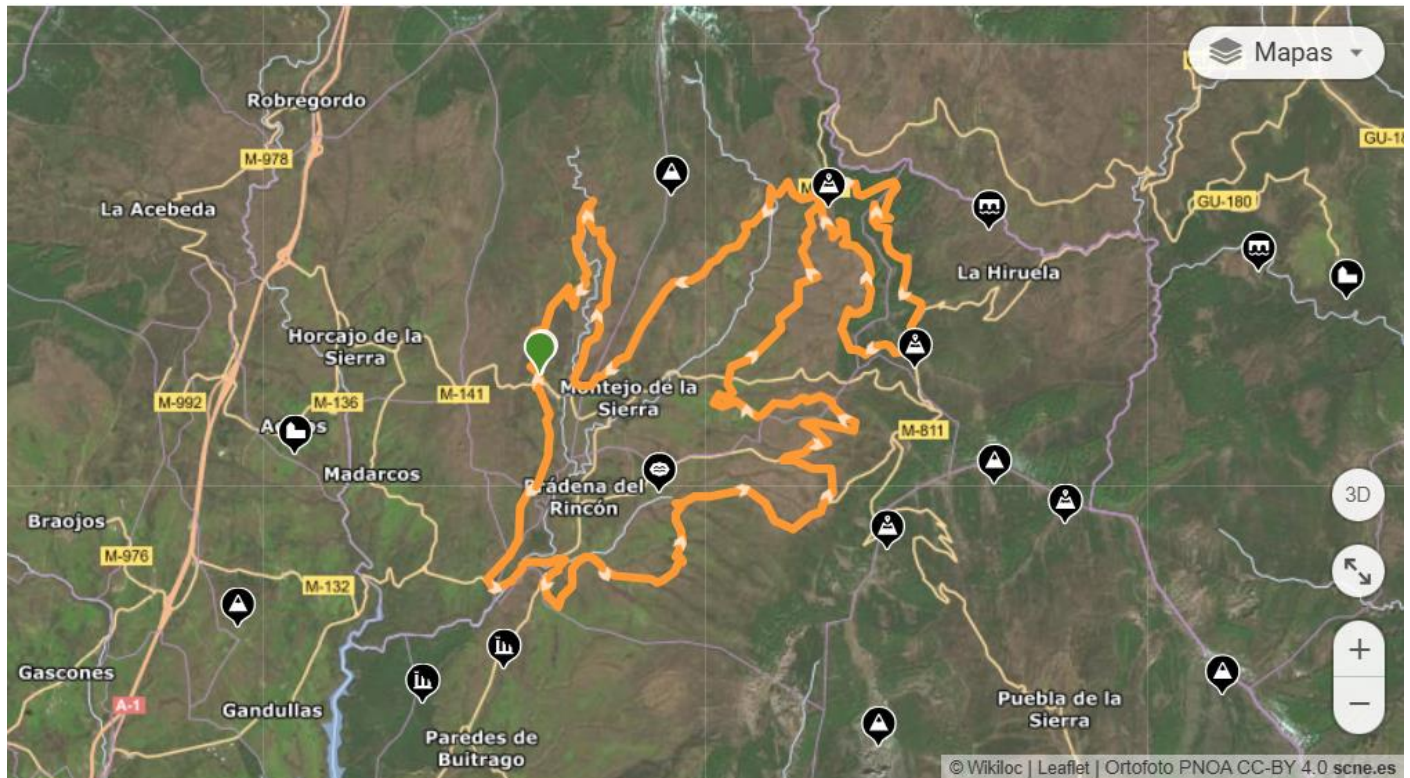 Mapas
Robregordo
M-978
GU-180
La Acebeda
La Hiruela
Horcajo de la
Sierra
M-992
M-136
M-141
Montejo de la
Sierra
M-811
Madarcos
3D
Prádena del
Rincón
Braojos
M-976
M-132
Gascones
A-1
Gandullas
Puebla de la
Sierra
Paredes de
Buitrago
+
−
© Wikiloc | Leaflet | Ortofoto PNOA CC-BY 4.0 scne.es